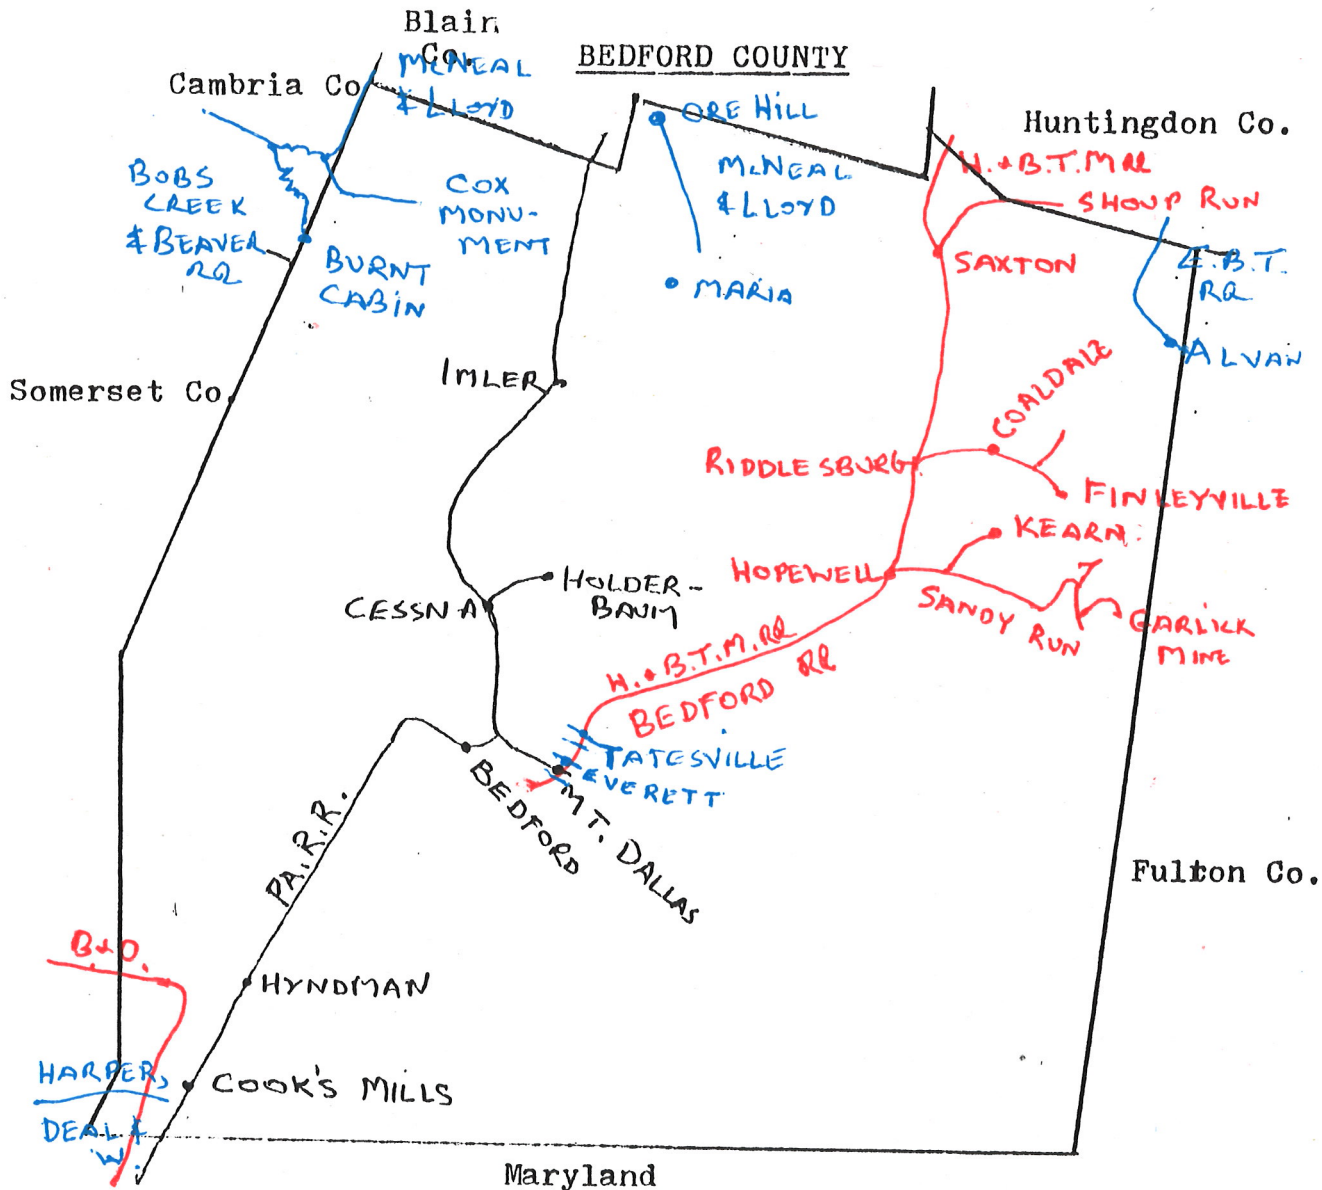 Blair
Co.
BEDFORD COUNTY
Cambria Co
McNEAL
& LLOYD
ORE HILL
Huntingdon Co.
H.&B.T.M RR
SHOUP RUN
McNEAL
& LLOYD
BOBS
CREEK
& BEAVER
RR
COX
MONU-
MENT
BURNT
CABIN
MARIA
SAXTON
E.B.T.
RR
ALVAN
Somerset Co.
IMLER
COALDALE
RIDDLESBURG
FINLEYVILLE
KEARN
HOPEWELL
HOLDER-
BAUM
CESSNA
SANDY RUN
GARLICK
MINE
H.&B.T.M.RR
BEDFORD RR
TATESVILLE
EVERETT
BEDFORD
MT. DALLAS
PA.R.R.
Fulton Co.
B&O.
HYNDMAN
HARPER,
DEAL &
W.
COOK'S MILLS
Maryland